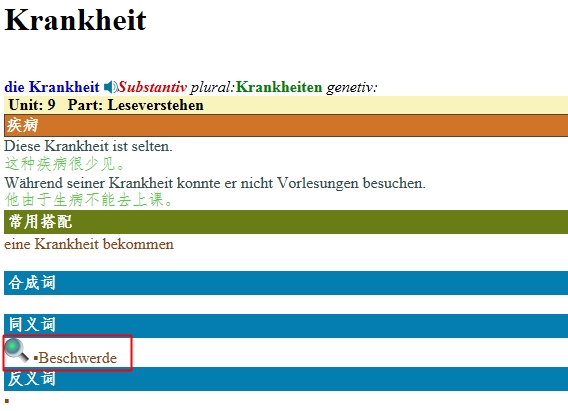 Krankheit
die Krankheit Substantiv plural:Krankheiten genetiv:
Unit: 9 Part: Leseverstehen
疾病
Diese Krankheit ist selten.
这种疾病很少见。
Während seiner Krankheit konnte er nicht Vorlesungen besuchen.
他由于生病不能去上课。
常用搭配
eine Krankheit bekommen
合成词
同义词
▪Beschwerde
反义词
▪